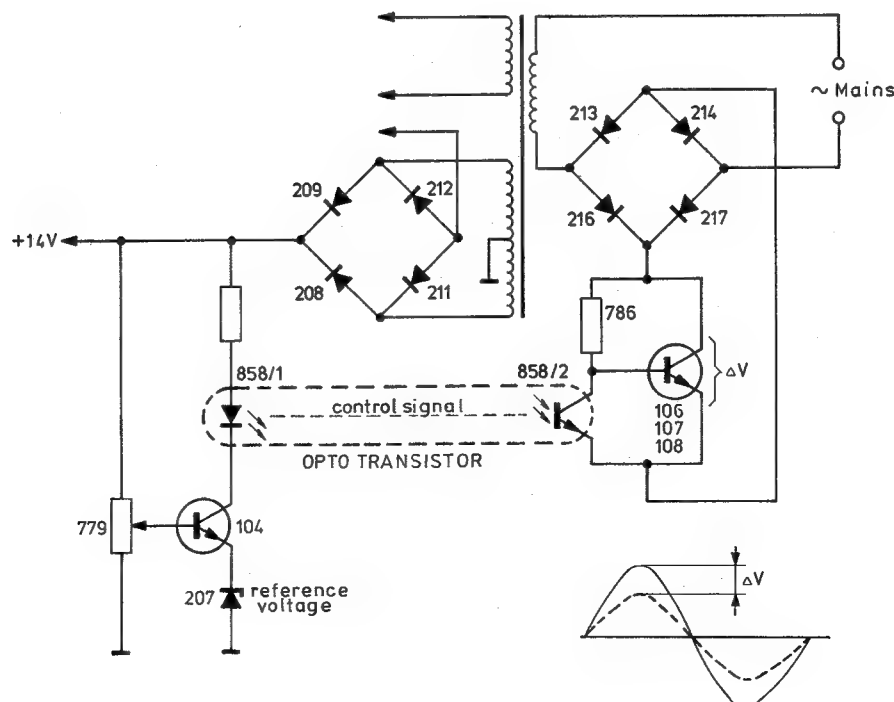 ~ Mains
213
214
209
212
216
217
+14V
208
211
786
858/1
858/2
ΔV
control signal
106
107
108
OPTO TRANSISTOR
779
104
207
reference
voltage
ΔV